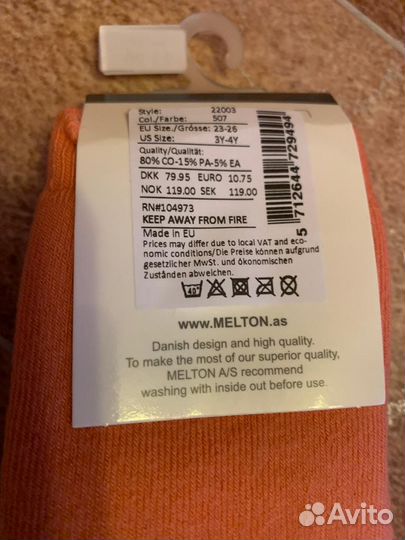 Style: 22003
Col./Farbe: 507
EU Size./Grösse: 23-26
US Size: 3Y-4Y
Quality/Qualität:
80% CO-15% PA-5% EA
DKK 79.95 EURO 10.75
NOK 119.00 SEK 119.00
RN#104973
KEEP AWAY FROM FIRE
Made in EU
Prices may differ due to local VAT and eco-
nomic conditions/Die Preise können aufgrund
gesetzlicher MwSt. und ökonomischen
Zuständen abweichen.
5 712644 729494
40
www.MELTON.as
Danish design and high quality.
To make the most of our superior quality,
MELTON A/S recommend
washing with inside out before use.
Avito